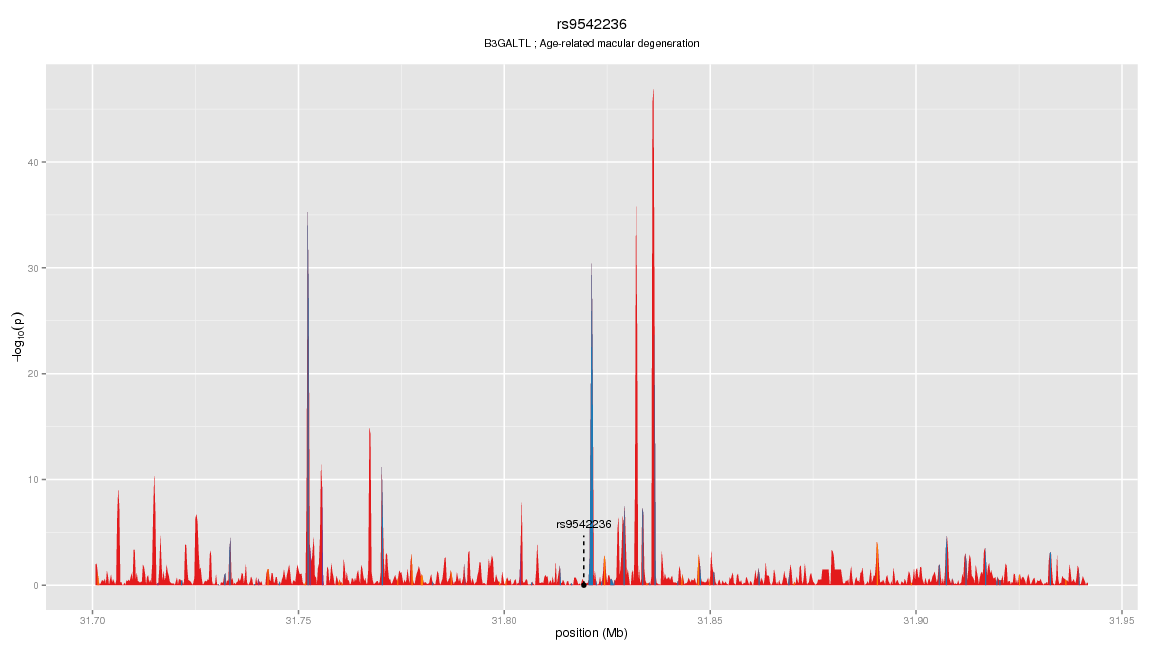 rs9542236
B3GALTL ; Age-related macular degeneration
40
30
20
10
0
−log10(p)
rs9542236
31.70 31.75 31.80 31.85 31.90 31.95
position (Mb)